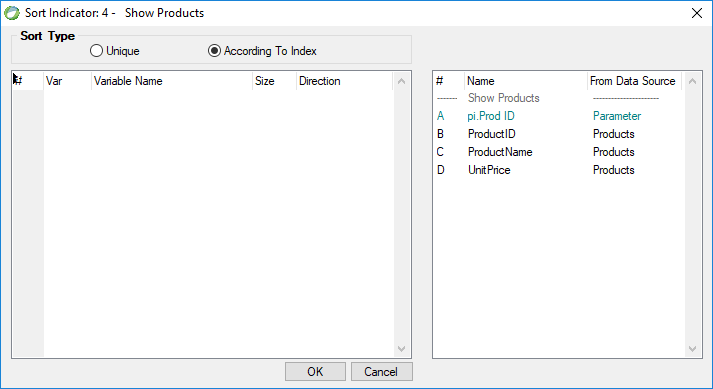 Sort Indicator: 4 -   Show Products
Sort Type
Unique
According To Index
# Var Variable Name Size Direction
# Name From Data Source
------- Show Products ----------------------
A pi.Prod ID Parameter
B ProductID Products
C ProductName Products
D UnitPrice Products
OK Cancel